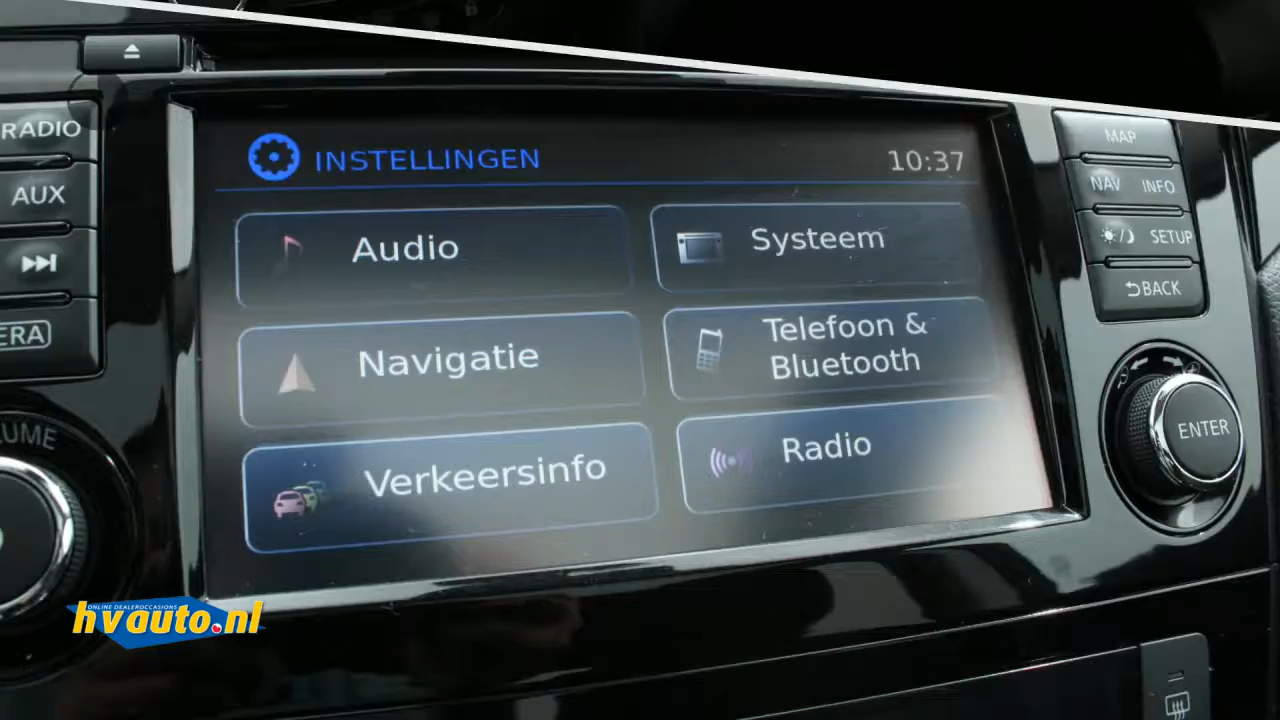 RADIO
AUX
ERA
UME
INSTELLINGEN
10:37
Audio
Systeem
Navigatie
Telefoon &
Bluetooth
Verkeersinfo
Radio
MAP
NAV INFO
SETUP
BACK
ENTER
ONLINE DEALEROCCASIONS
hvauto.nl